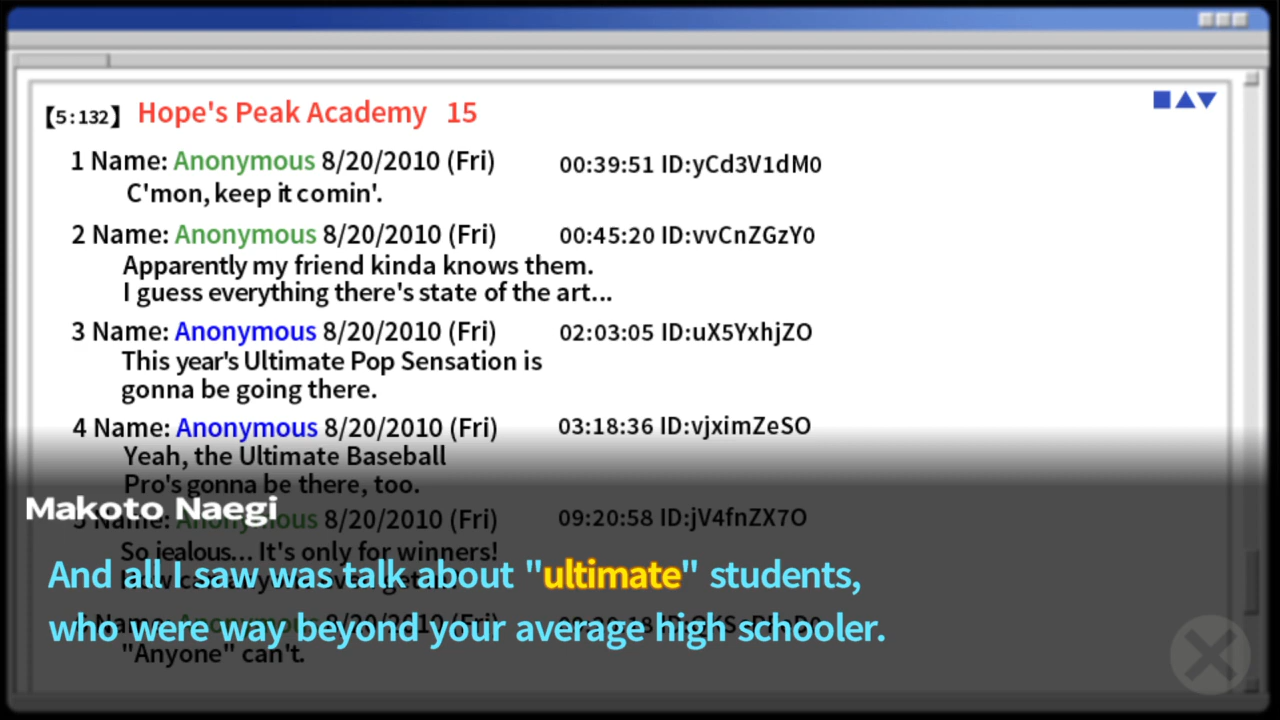 【5:132】 Hope's Peak Academy 15
1 Name: Anonymous 8/20/2010 (Fri) 00:39:51 ID:yCd3V1dM0
C'mon, keep it comin'.
2 Name: Anonymous 8/20/2010 (Fri) 00:45:20 ID:vvCnZGzY0
Apparently my friend kinda knows them.
I guess everything there's state of the art...
3 Name: Anonymous 8/20/2010 (Fri) 02:03:05 ID:uX5YxhjZO
This year's Ultimate Pop Sensation is
gonna be going there.
4 Name: Anonymous 8/20/2010 (Fri) 03:18:36 ID:vjximZeSO
Yeah, the Ultimate Baseball
Pro's gonna be there, too.
Makoto Naegi
5 Name: Anonymous 8/20/2010 (Fri) 09:20:58 ID:jV4fnZX7O
So jealous... It's only for winners!
And all I saw was talk about "ultimate" students,
who were way beyond your average high schooler.
"Anyone" can't.